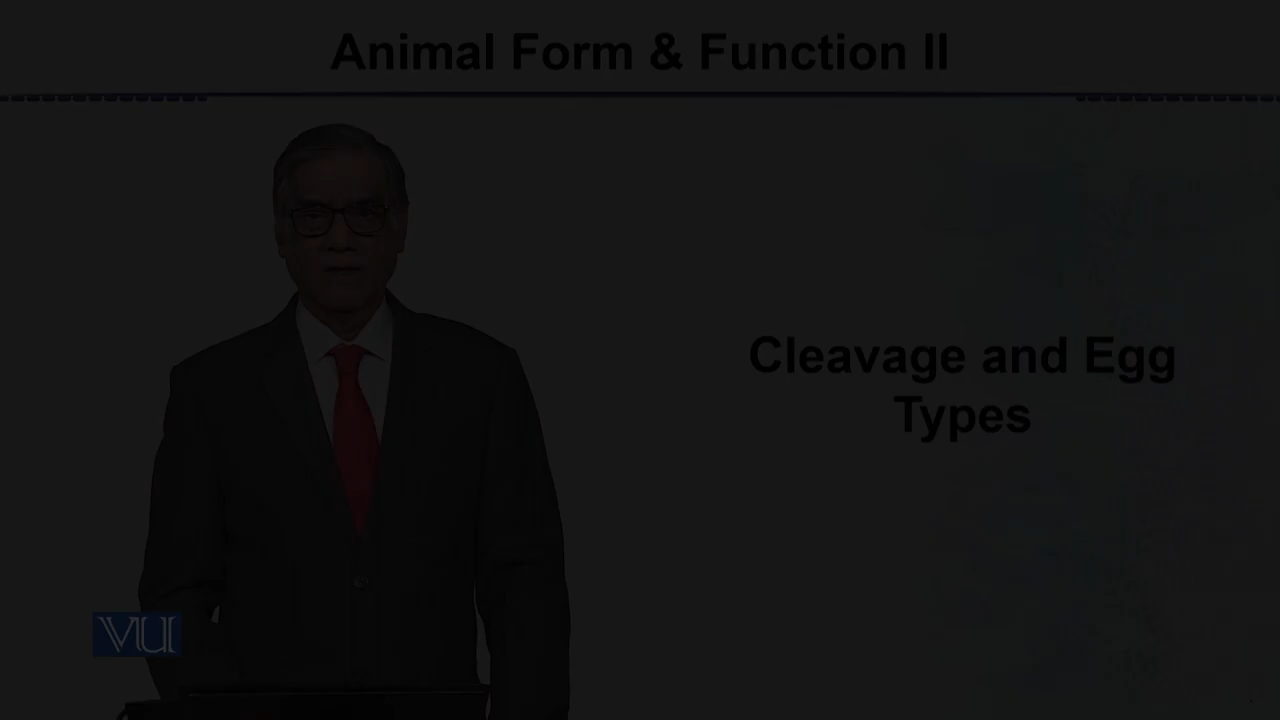 Animal Form & Function II
Cleavage and Egg
Types
VU